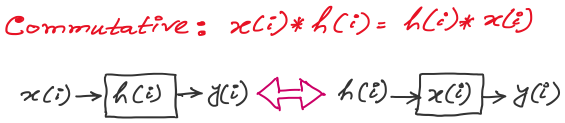 Commutative: x(i)*h(i)= h(i)*x(i)
x(i)→h(i)→y(i)⇔h(i)→x(i)→y(i)